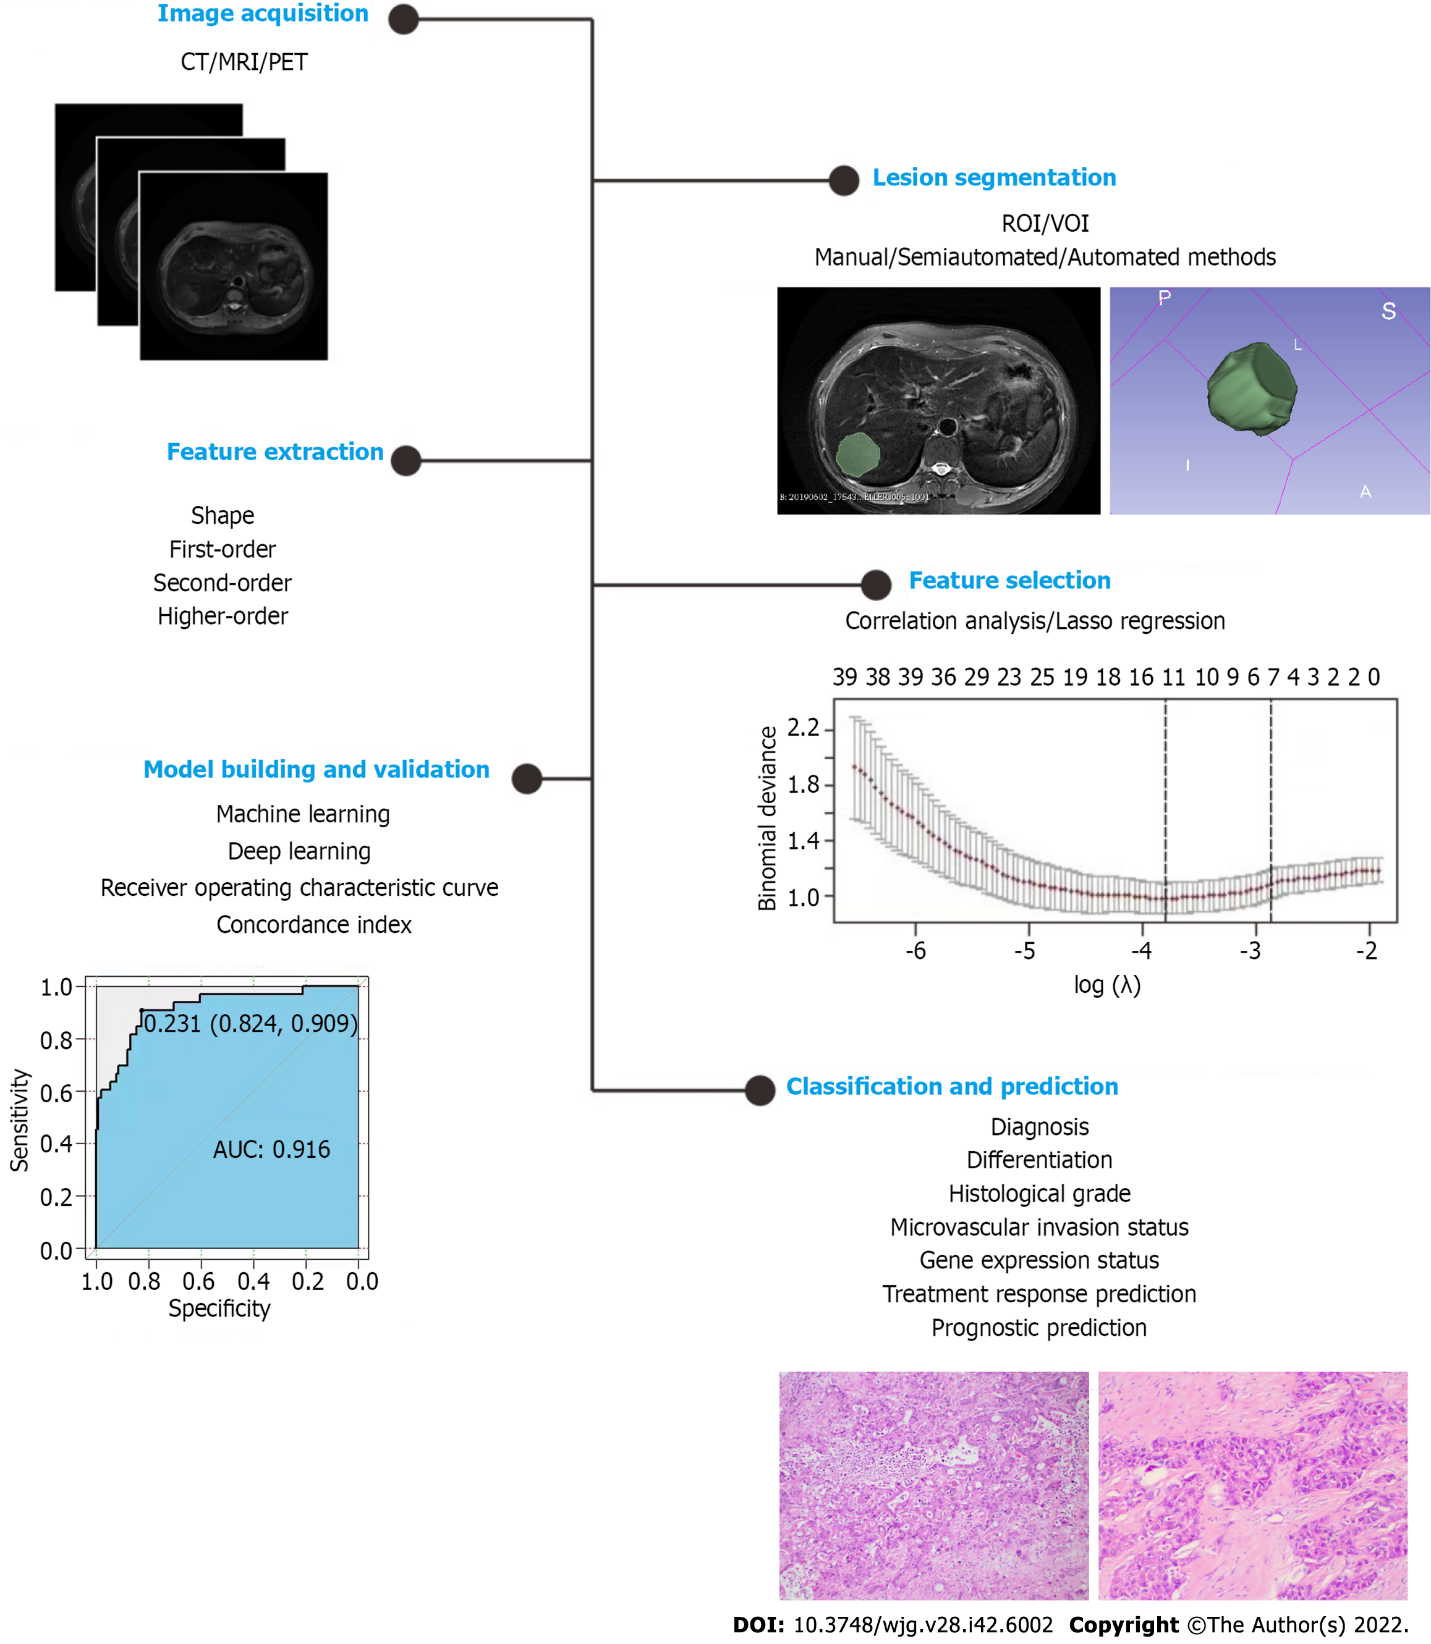 Image acquisition
CT/MRI/PET
Lesion segmentation
ROI/VOI
Manual/Semiautomated/Automated methods
P
S
L
I
A
Feature extraction
Shape
First-order
Second-order
Higher-order
Feature selection
Correlation analysis/Lasso regression
39 38 39 36 29 23 25 19 18 16 11 10 9 6 7 4 3 2 2 0
2.2
1.8
1.4
1.0
Binomial deviance
-6 -5 -4 -3 -2
log (λ)
Model building and validation
Machine learning
Deep learning
Receiver operating characteristic curve
Concordance index
1.0
0.8
0.6
0.4
0.2
0.0
Sensitivity
0.231 (0.824, 0.909)
AUC: 0.916
1.0 0.8 0.6 0.4 0.2 0.0
Specificity
Classification and prediction
Diagnosis
Differentiation
Histological grade
Microvascular invasion status
Gene expression status
Treatment response prediction
Prognostic prediction
DOI: 10.3748/wjg.v28.i42.6002 Copyright ©The Author(s) 2022.